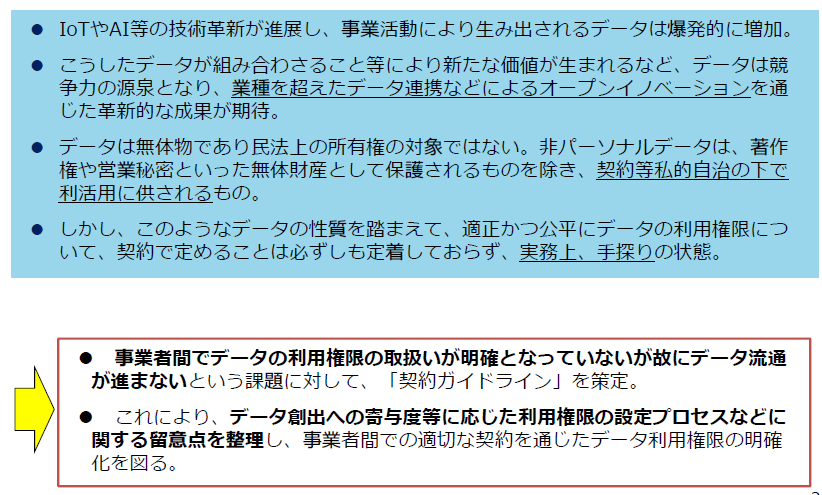 ● IoTやAI等の技術革新が進展し、事業活動により生み出されるデータは爆発的に増加。
● こうしたデータが組み合わさること等により新たな価値が生まれるなど、データは競
争力の源泉となり、業種を超えたデータ連携などによるオープンイノベーションを通
じた革新的な成果が期待。
● データは無体物であり民法上の所有権の対象ではない。非パーソナルデータは、著作
権や営業秘密といった無体財産として保護されるものを除き、契約等私的自治の下で
利活用に供されるもの。
● しかし、このようなデータの性質を踏まえて、適正かつ公平にデータの利用権限につ
いて、契約で定めることは必ずしも定着しておらず、実務上、手探りの状態。
● 事業者間でデータの利用権限の取扱いが明確となっていないが故にデータ流通
が進まないという課題に対して、「契約ガイドライン」を策定。
● これにより、データ創出への寄与度等に応じた利用権限の設定プロセスなどに
関する留意点を整理し、事業者間での適切な契約を通じたデータ利用権限の明確
化を図る。